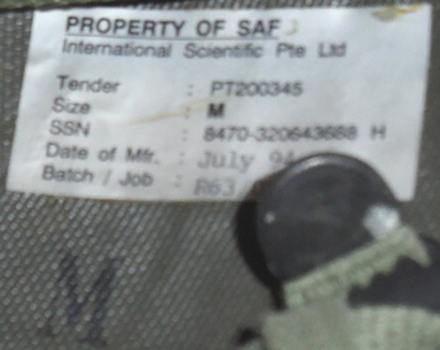 PROPERTY OF SAF
International Scientific Pte Ltd
Tender : PT200345
Size : M
SSN : 8470-320643688 H
Date of Mfr. : July 94
Batch / Job : R63/
M